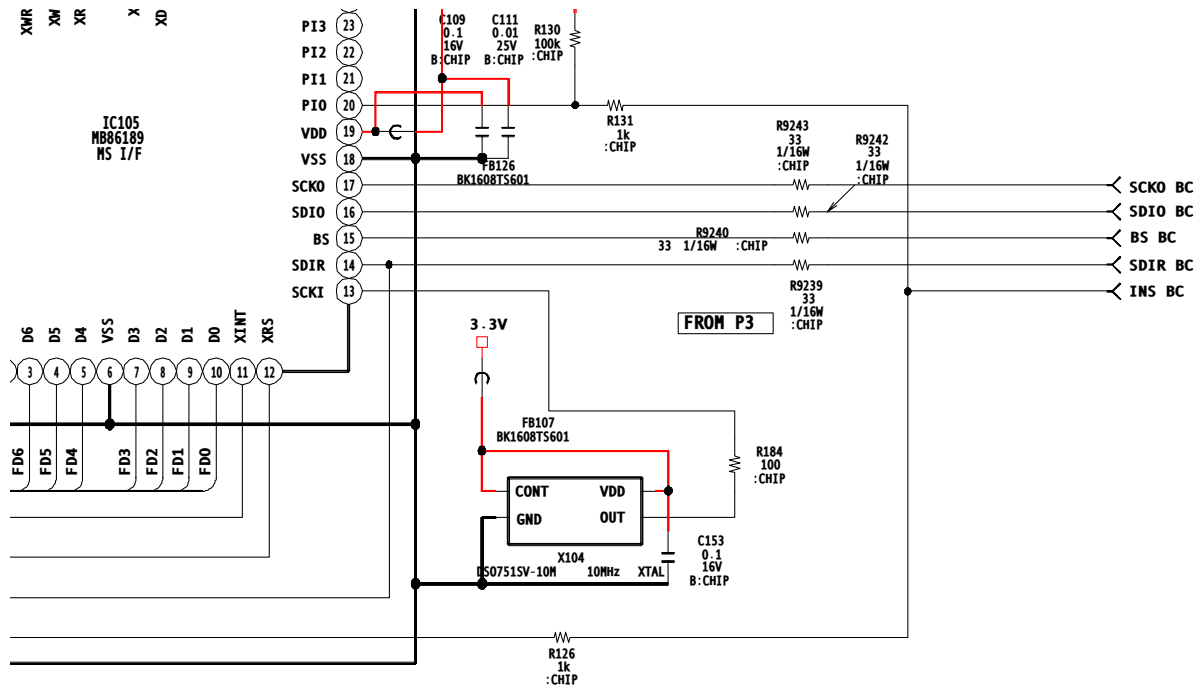 XWR
XW
XR
X
XD
PI3
23
PI2
22
PI1
21
PI0
20
VDD
19
VSS
18
SCKO
17
SDIO
16
BS
15
SDIR
14
SCKI
13
IC105
MB86189
MS I/F
C109
0.1
16V
B:CHIP
C111
0.01
25V
B:CHIP
R130
100k
:CHIP
R131
1k
:CHIP
FB126
BK1608TS601
R9243
33
1/16W
:CHIP
R9242
33
1/16W
:CHIP
R9240
33 1/16W :CHIP
R9239
33
1/16W
:CHIP
SCKO BC
SDIO BC
BS BC
SDIR BC
INS BC
FROM P3
3.3V
D6
D5
D4
VSS
D3
D2
D1
D0
XINT
XRS
3
4
5
6
7
8
9
10
11
12
FD6
FD5
FD4
FD3
FD2
FD1
FD0
FB107
BK1608TS601
R184
100
:CHIP
CONT
VDD
GND
OUT
X104
DSO751SV-10M 10MHz XTAL
C153
0.1
16V
B:CHIP
R126
1k
:CHIP